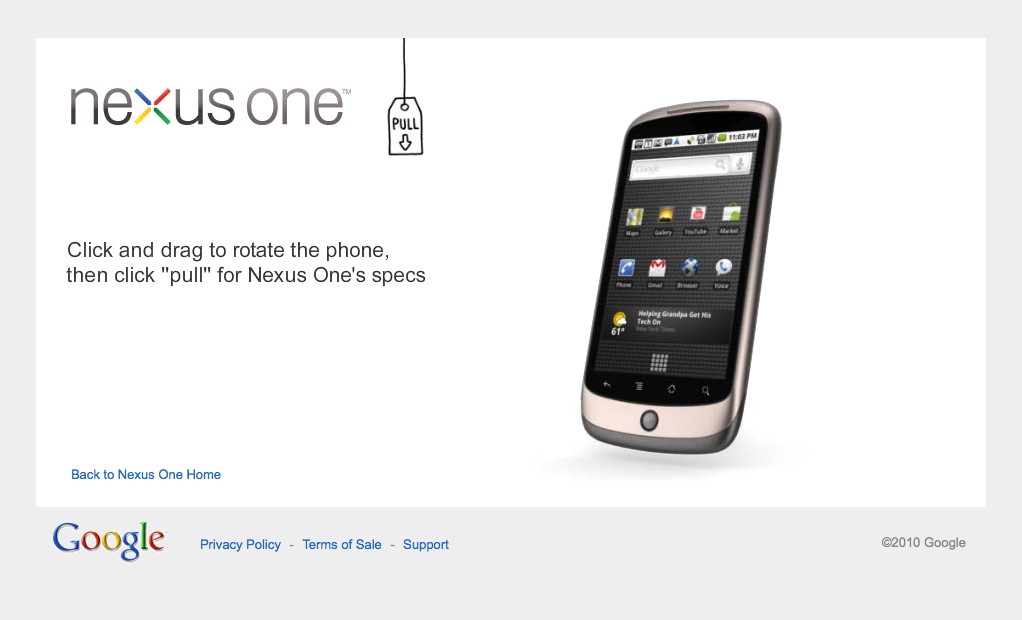 nexus one™
PULL
Click and drag to rotate the phone,
then click "pull" for Nexus One's specs
11:03 PM
Google
Maps Gallery YouTube Market
Phone Gmail Browser Voice
Helping Grandpa Get His
Tech On
New York Times
61°
Back to Nexus One Home
Google
Privacy Policy - Terms of Sale - Support
©2010 Google